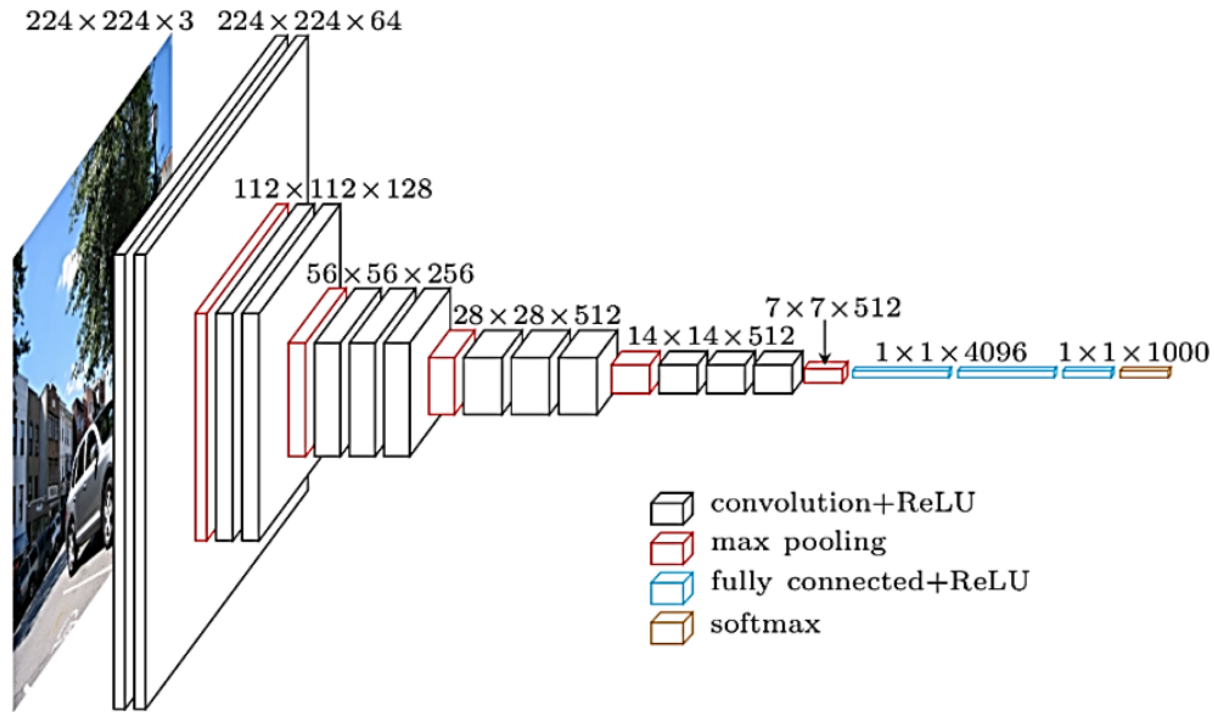 224×224×3
224×224×64
112×112×128
56×56×256
28×28×512
14×14×512
7×7×512
1×1×4096
1×1×1000
convolution+ReLU
max pooling
fully connected+ReLU
softmax